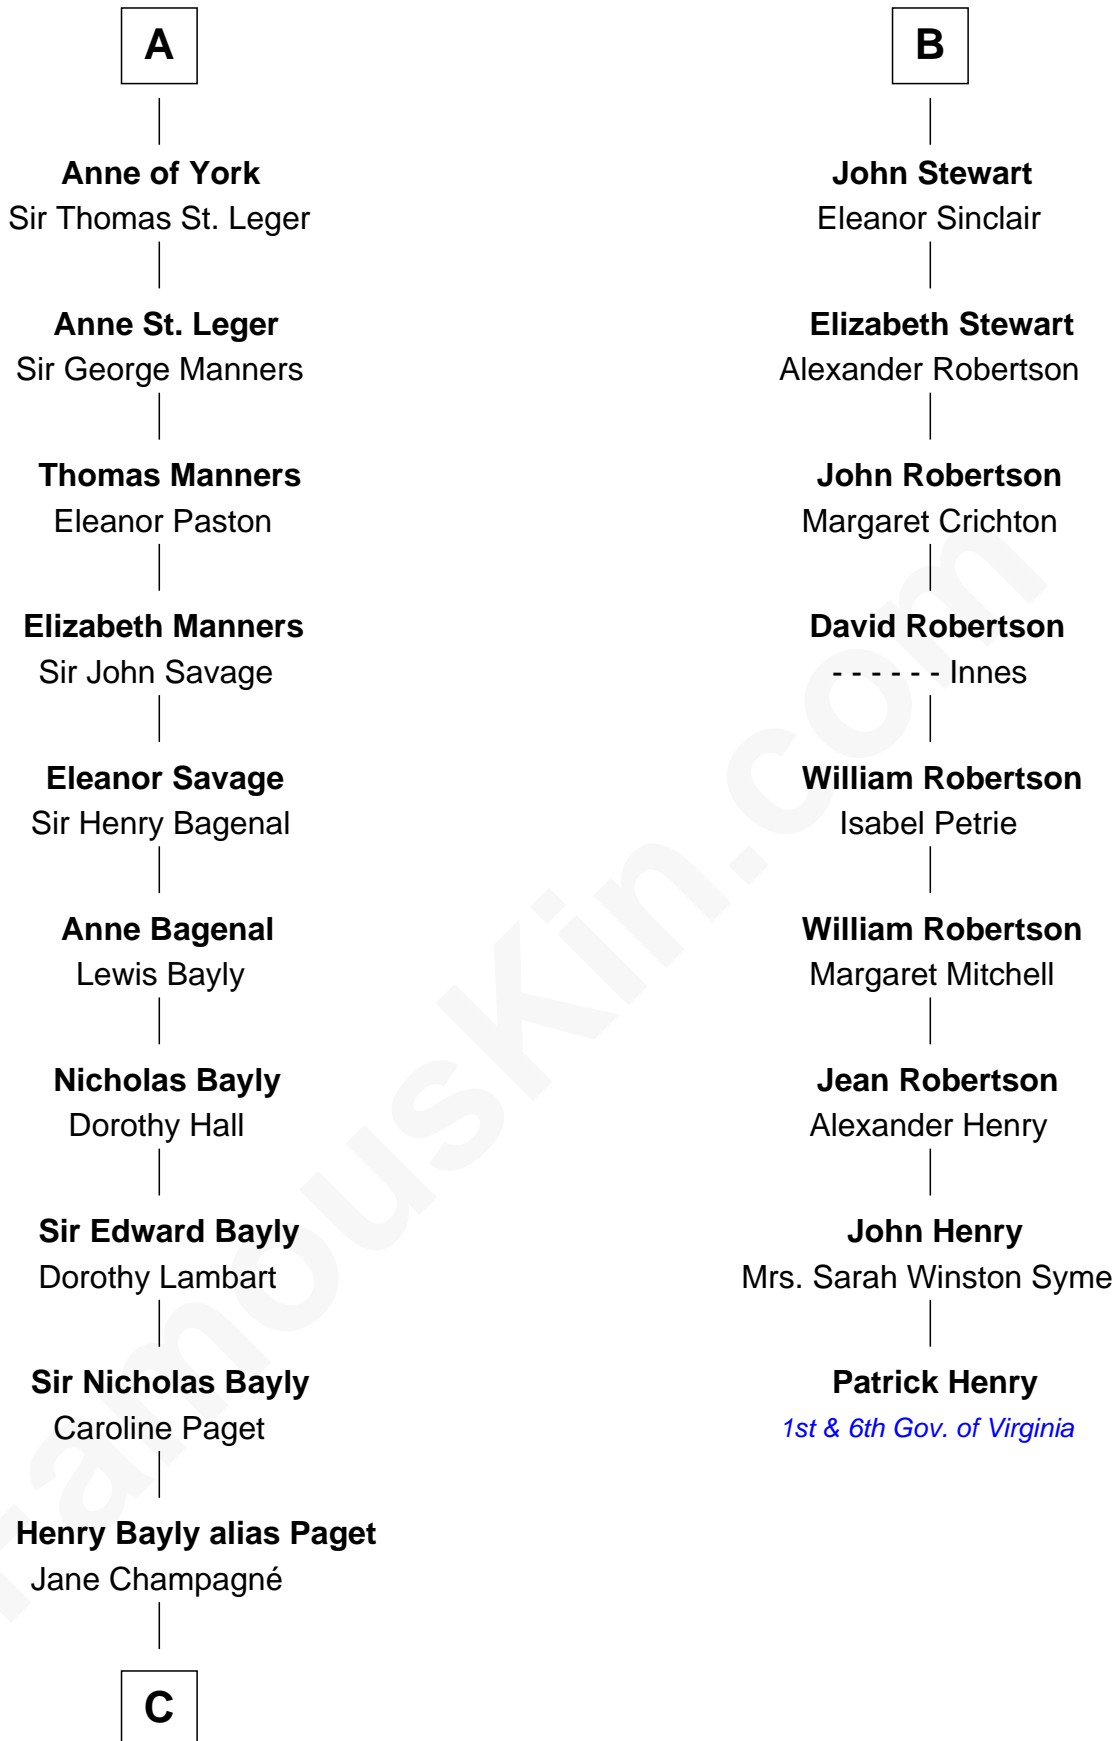 A
Anne of York
Sir Thomas St. Leger
Anne St. Leger
Sir George Manners
Thomas Manners
Eleanor Paston
Elizabeth Manners
Sir John Savage
Eleanor Savage
Sir Henry Bagenal
Anne Bagenal
Lewis Bayly
Nicholas Bayly
Dorothy Hall
Sir Edward Bayly
Dorothy Lambart
Sir Nicholas Bayly
Caroline Paget
Henry Bayly alias Paget
Jane Champagné
C
B
John Stewart
Eleanor Sinclair
Elizabeth Stewart
Alexander Robertson
John Robertson
Margaret Crichton
David Robertson
- - - - - - Innes
William Robertson
Isabel Petrie
William Robertson
Margaret Mitchell
Jean Robertson
Alexander Henry
John Henry
Mrs. Sarah Winston Syme
Patrick Henry
1st & 6th Gov. of Virginia
FamousKin.com